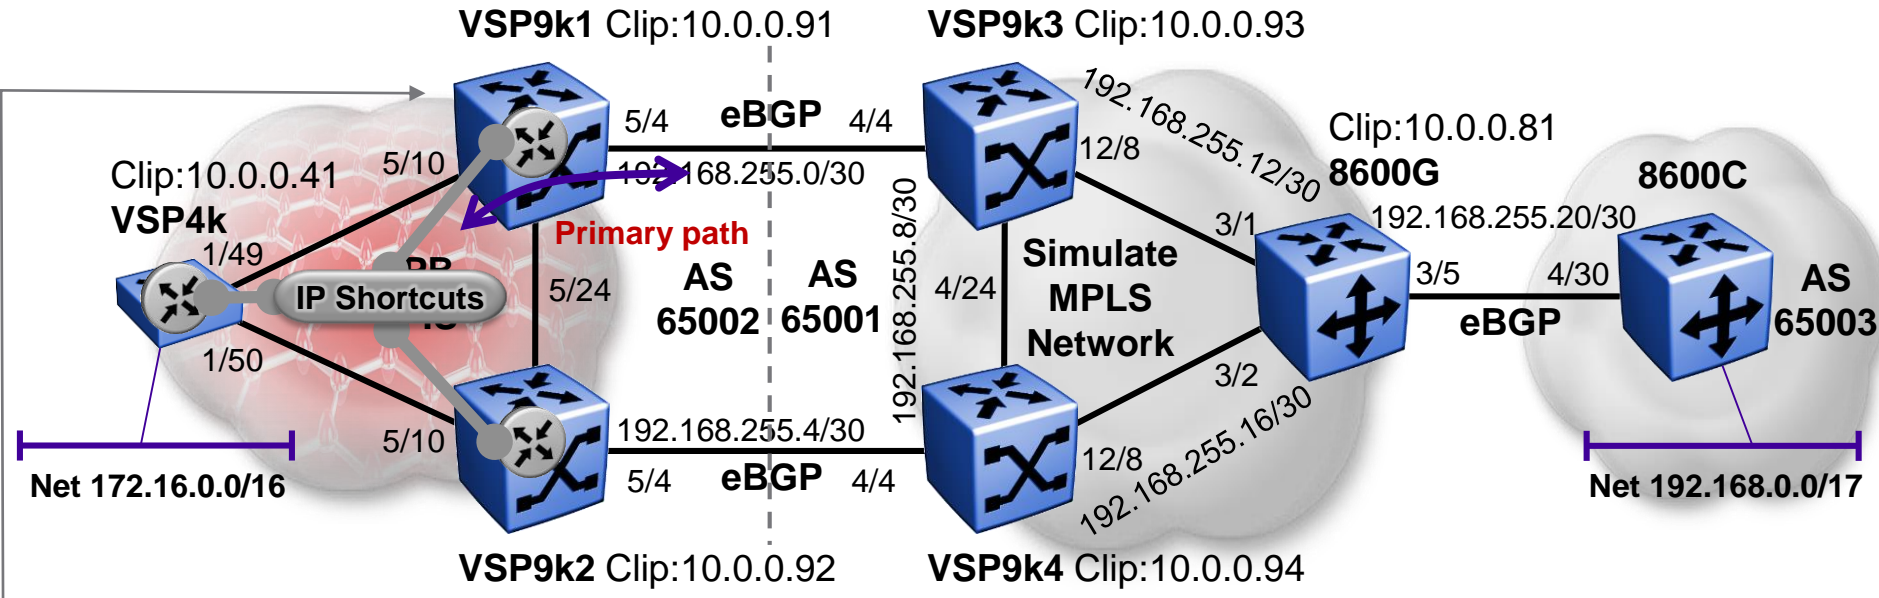 VSP9k1 Clip:10.0.0.91
VSP9k3 Clip:10.0.0.93
5/4
eBGP
4/4
192.168.255.0/30
5/10
Clip:10.0.0.41
VSP4k
1/49
IP Shortcuts
1/50
5/10
Net 172.16.0.0/16
Primary path
5/24
AS
65002
AS
65001
192.168.255.8/30
4/24
192.168.255.12/30
12/8
Simulate
MPLS
Network
Clip:10.0.0.81
8600G
3/1
3/2
192.168.255.20/30
3/5
4/30
eBGP
8600C
AS
65003
Net 192.168.0.0/17
192.168.255.4/30
5/4
eBGP
4/4
12/8
192.168.255.16/30
VSP9k2 Clip:10.0.0.92
VSP9k4 Clip:10.0.0.94